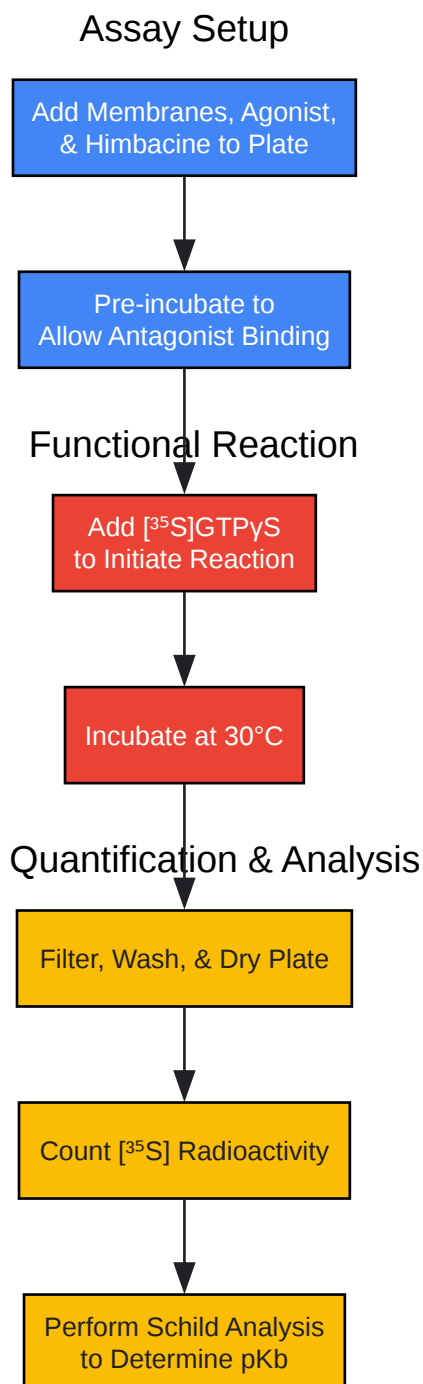 Assay Setup
Add Membranes, Agonist,
& Himbacine to Plate
Pre-incubate to
Allow Antagonist Binding
Functional Reaction
Add [³⁵S]GTPγS
to Initiate Reaction
Incubate at 30°C
Quantification & Analysis
Filter, Wash, & Dry Plate
Count [³⁵S] Radioactivity
Perform Schild Analysis
to Determine pKb